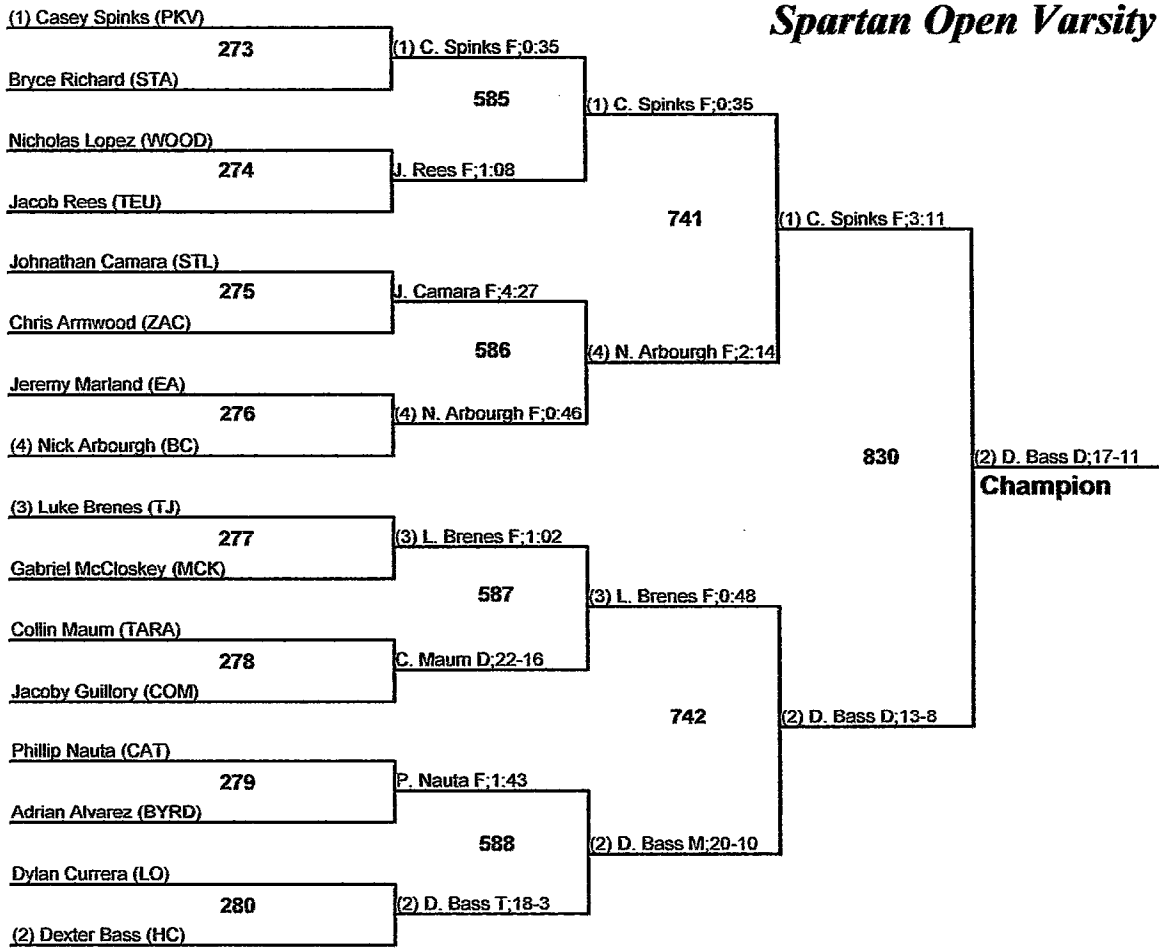 Spartan Open Varsity
(1) Casey Spinks (PKV)
273
Bryce Richard (STA)
(1) C. Spinks F;0:35
585
Nicholas Lopez (WOOD)
274
Jacob Rees (TEU)
J. Rees F;1:08
(1) C. Spinks F;0:35
741
Johnathan Camara (STL)
275
Chris Armwood (ZAC)
J. Camara F;4:27
586
Jeremy Marland (EA)
276
(4) Nick Arbourgh (BC)
(4) N. Arbourgh F;0:46
(4) N. Arbourgh F;2:14
(1) C. Spinks F;3:11
830
(3) Luke Brenes (TJ)
277
Gabriel McCloskey (MCK)
(3) L. Brenes F;1:02
587
Collin Maum (TARA)
278
Jacoby Guillory (COM)
C. Maum D;22-16
(3) L. Brenes F;0:48
742
Phillip Nauta (CAT)
279
Adrian Alvarez (BYRD)
P. Nauta F;1:43
588
Dylan Currera (LO)
280
(2) Dexter Bass (HC)
(2) D. Bass T;18-3
(2) D. Bass M;20-10
(2) D. Bass D;13-8
(2) D. Bass D;17-11
Champion